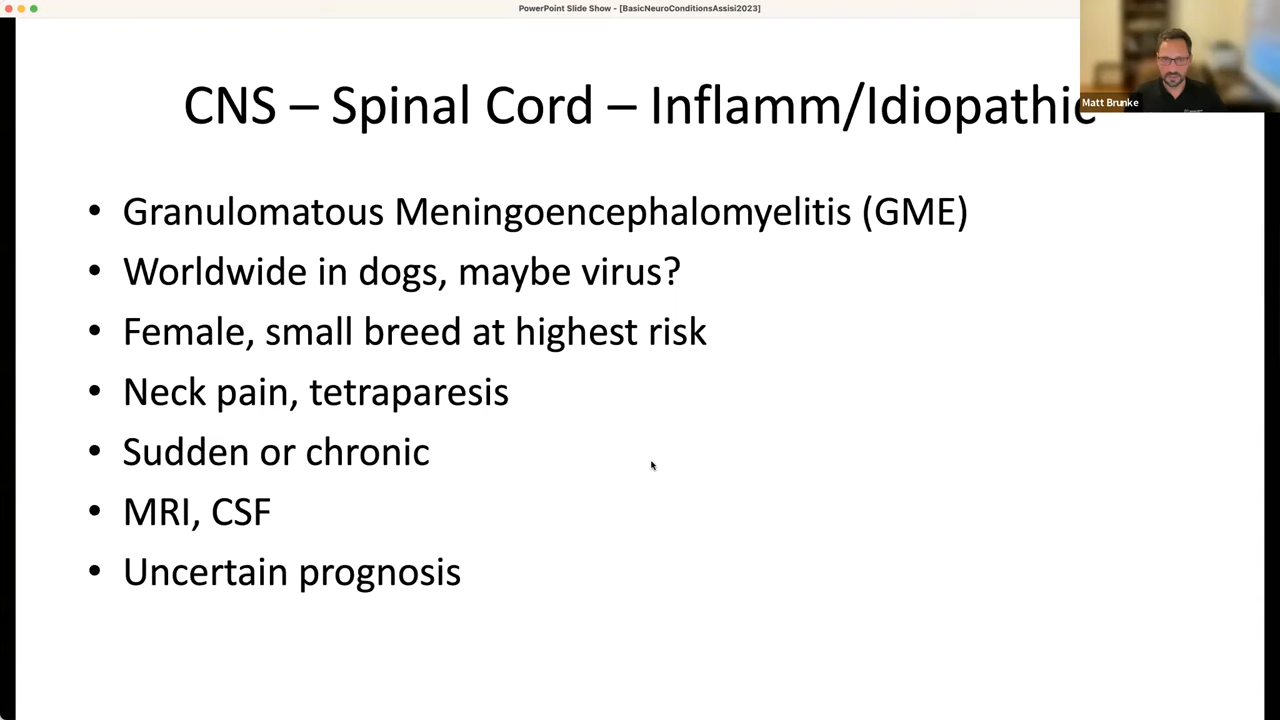 PowerPoint Slide Show - [BasicNeuroConditionsAssisi2023]
CNS – Spinal Cord – Inflamm/Idiopathic
Matt Brunke
• Granulomatous Meningoencephalomyelitis (GME)
• Worldwide in dogs, maybe virus?
• Female, small breed at highest risk
• Neck pain, tetraparesis
• Sudden or chronic
• MRI, CSF
• Uncertain prognosis